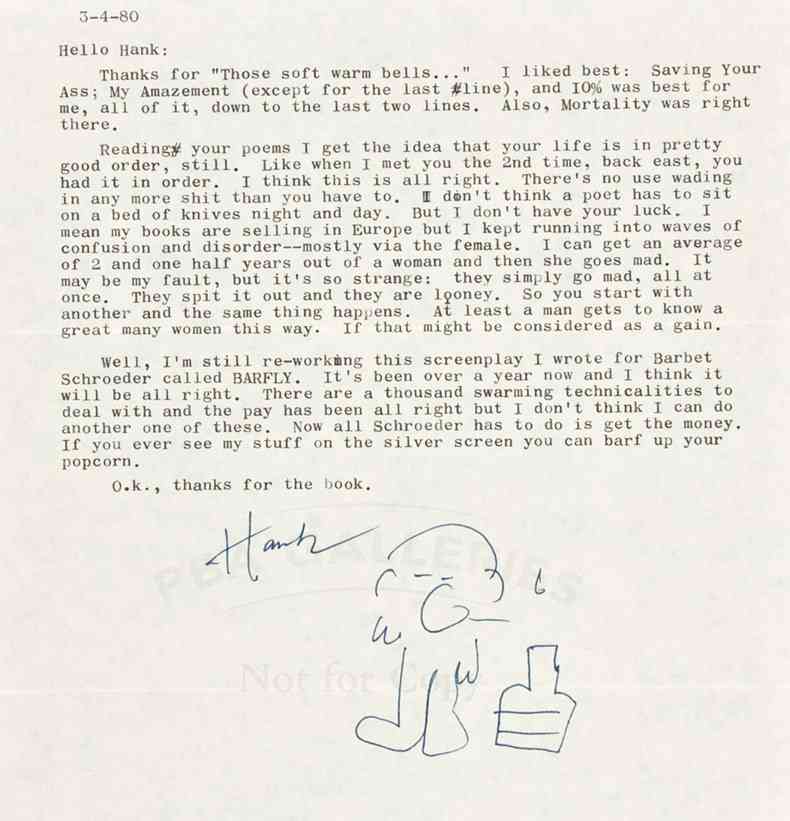 3-4-80
Hello Hank:
Thanks for "Those soft warm bells..." I liked best: Saving Your
Ass; My Amazement (except for the last line), and 10% was best for
me, all of it, down to the last two lines. Also, Mortality was right
there.
Reading your poems I get the idea that your life is in pretty
good order, still. Like when I met you the 2nd time, back east, you
had it in order. I think this is all right. There's no use wading
in any more shit than you have to. I don't think a poet has to sit
on a bed of knives night and day. But I don't have your luck. I
mean my books are selling in Europe but I kept running into waves of
confusion and disorder--mostly via the female. I can get an average
of 2 and one half years out of a woman and then she goes mad. It
may be my fault, but it's so strange: they simply go mad, all at
once. They spit it out and they are looney. So you start with
another and the same thing happens. At least a man gets to know a
great many women this way. If that might be considered as a gain.
Well, I'm still re-working this screenplay I wrote for Barbet
Schroeder called BARFLY. It's been over a year now and I think it
will be all right. There are a thousand swarming technicalities to
deal with and the pay has been all right but I don't think I can do
another one of these. Now all Schroeder has to do is get the money.
If you ever see my stuff on the silver screen you can barf up your
popcorn.
O.k., thanks for the book.
Hank
PBA GALLERIES
Not for Copy